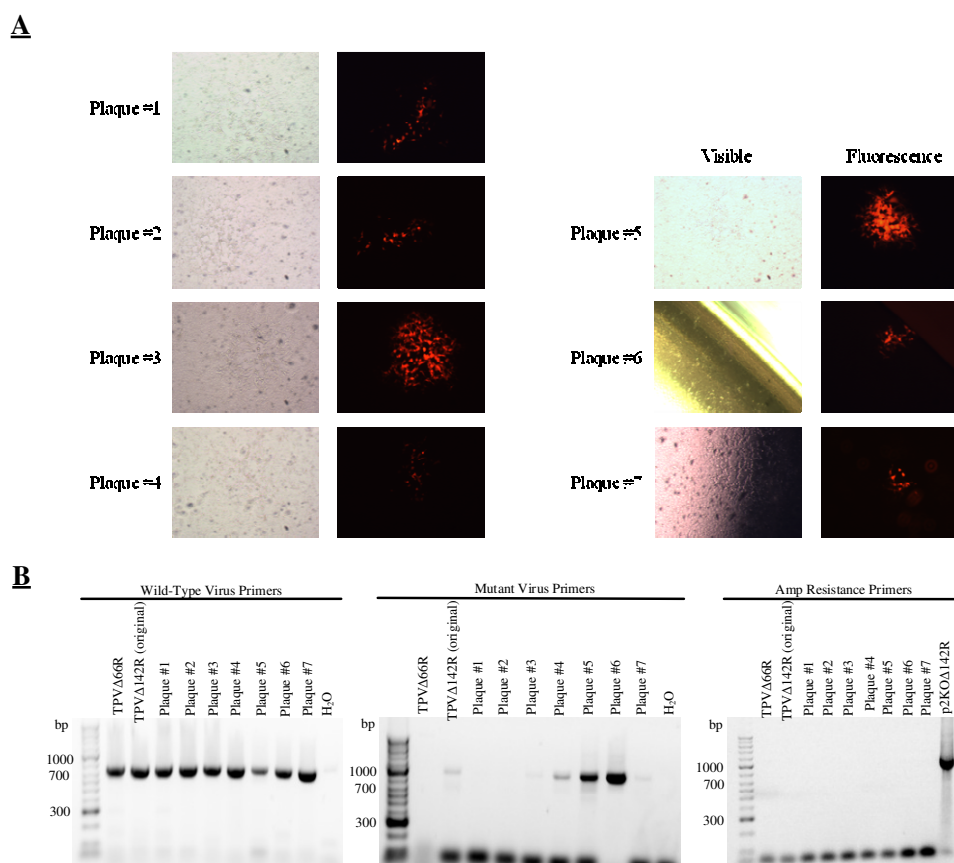 A
Plaque #1
Plaque #2
Plaque #3
Plaque #4
Visible
Fluorescence
Plaque #5
Plaque #6
Plaque #7
B
Wild-Type Virus Primers
TPVΔ66R
TPVΔ142R (original)
Plaque #1
Plaque #2
Plaque #3
Plaque #4
Plaque #5
Plaque #6
Plaque #7
H₂O
bp
1000
700
300
Mutant Virus Primers
TPVΔ66R
TPVΔ142R (original)
Plaque #1
Plaque #2
Plaque #3
Plaque #4
Plaque #5
Plaque #6
Plaque #7
H₂O
bp
1000
700
300
Amp Resistance Primers
TPVΔ66R
TPVΔ142R (original)
Plaque #1
Plaque #2
Plaque #3
Plaque #4
Plaque #5
Plaque #6
Plaque #7
p2KOΔ142R
bp
1000
700
300